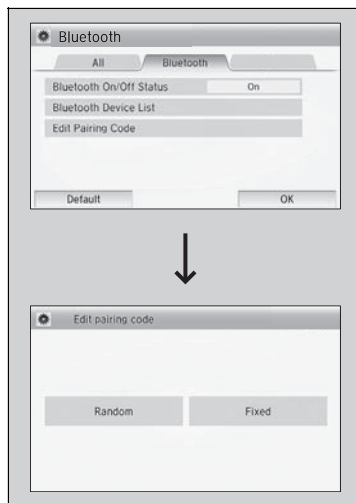 Bluetooth
All Bluetooth
Bluetooth On/Off Status On
Bluetooth Device List
Edit Pairing Code
Default OK
Edit pairing code
Random Fixed